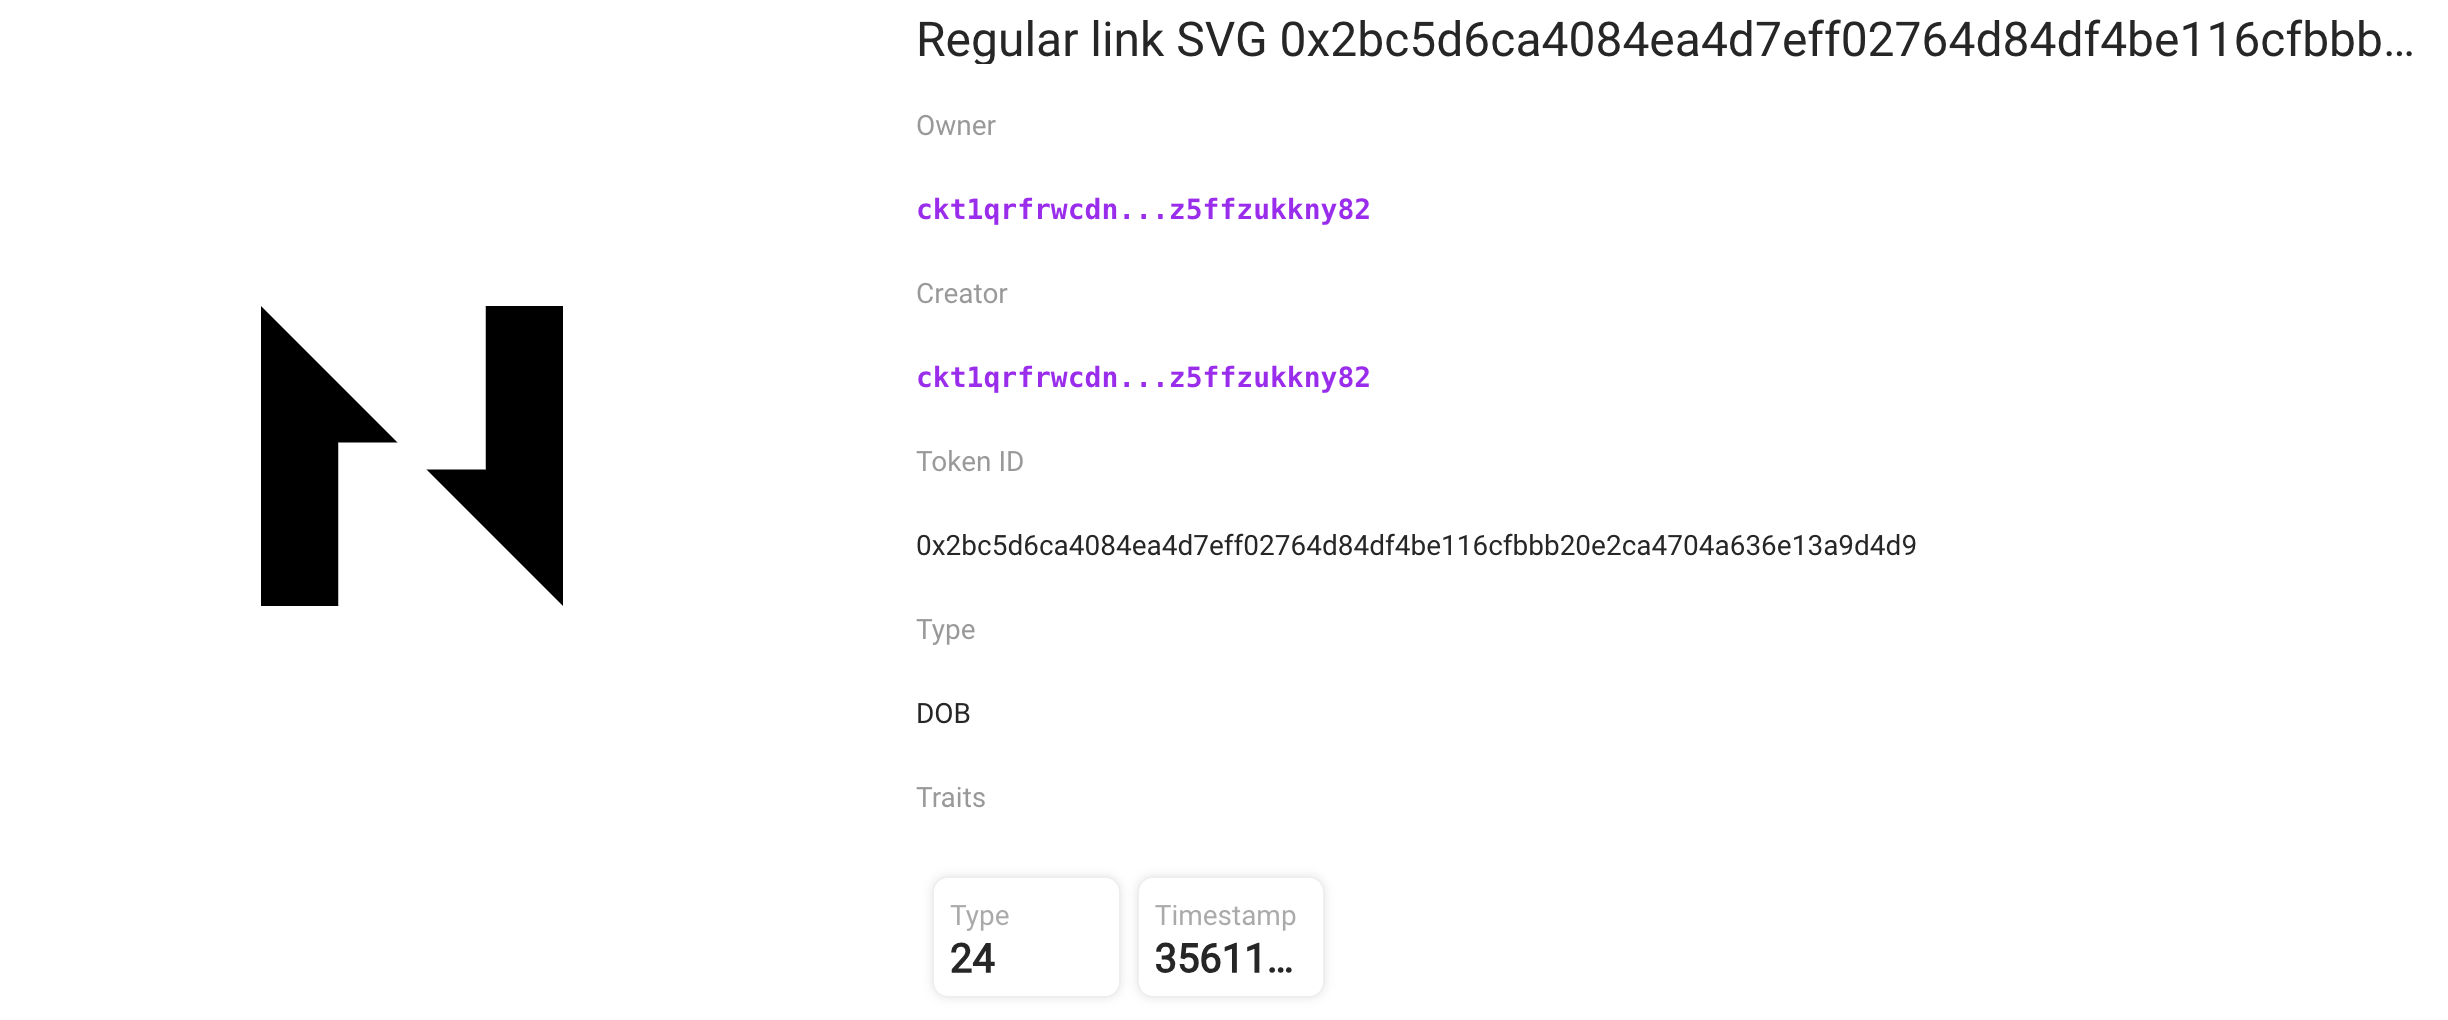 Regular link SVG 0x2bc5d6ca4084ea4d7eff02764d84df4be116cfbbb...
Owner
ckt1qrfrwcdn...z5ffzukkny82
Creator
ckt1qrfrwcdn...z5ffzukkny82
Token ID
0x2bc5d6ca4084ea4d7eff02764d84df4be116cfbbb20e2ca4704a636e13a9d4d9
Type
DOB
Traits
Type
24
Timestamp
35611...